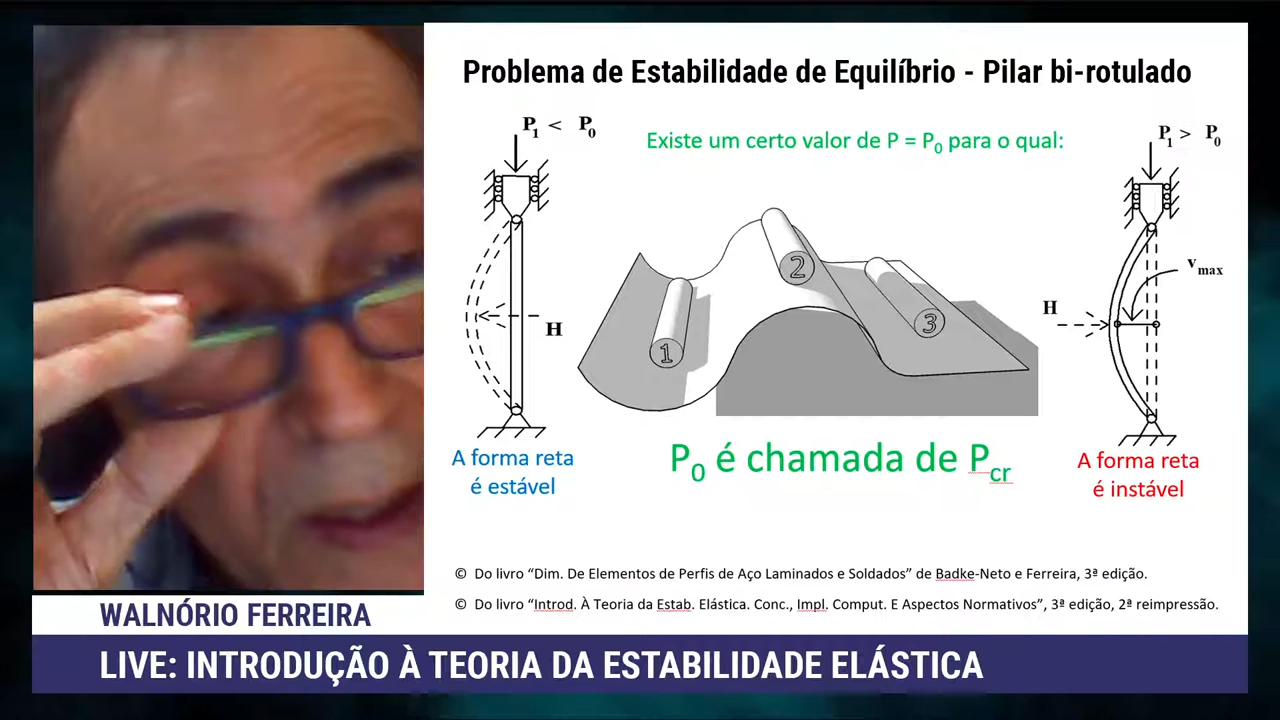 Problema de Estabilidade de Equilíbrio - Pilar bi-rotulado
P₁ < P₀
Existe um certo valor de P = P₀ para o qual:
P₁ > P₀
v max
H
H
1
2
3
A forma reta
é estável
P₀ é chamada de Pcr
A forma reta
é instável
© Do livro “Dim. De Elementos de Perfis de Aço Laminados e Soldados” de Badke-Neto e Ferreira, 3ª edição.
© Do livro “Introd. À Teoria da Estab. Elástica. Conc., Impl. Comput. E Aspectos Normativos”, 3ª edição, 2ª reimpressão.
WALNÓRIO FERREIRA
LIVE: INTRODUÇÃO À TEORIA DA ESTABILIDADE ELÁSTICA